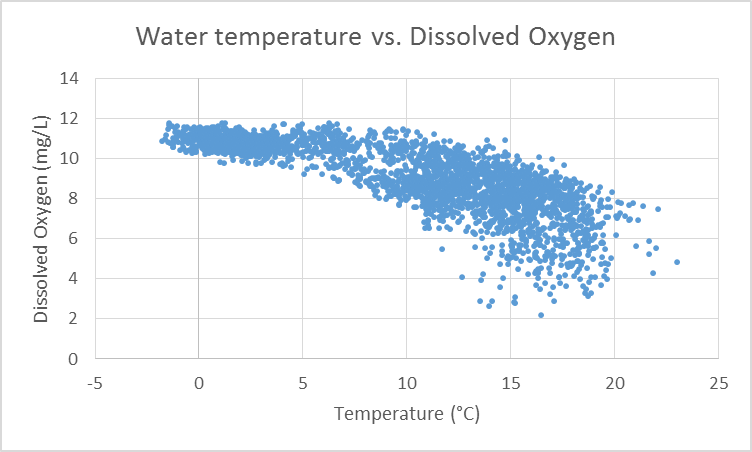 Water temperature vs. Dissolved Oxygen
Dissolved Oxygen (mg/L)
14
12
10
8
6
4
2
0
-5 0 5 10 15 20 25
Temperature (°C)